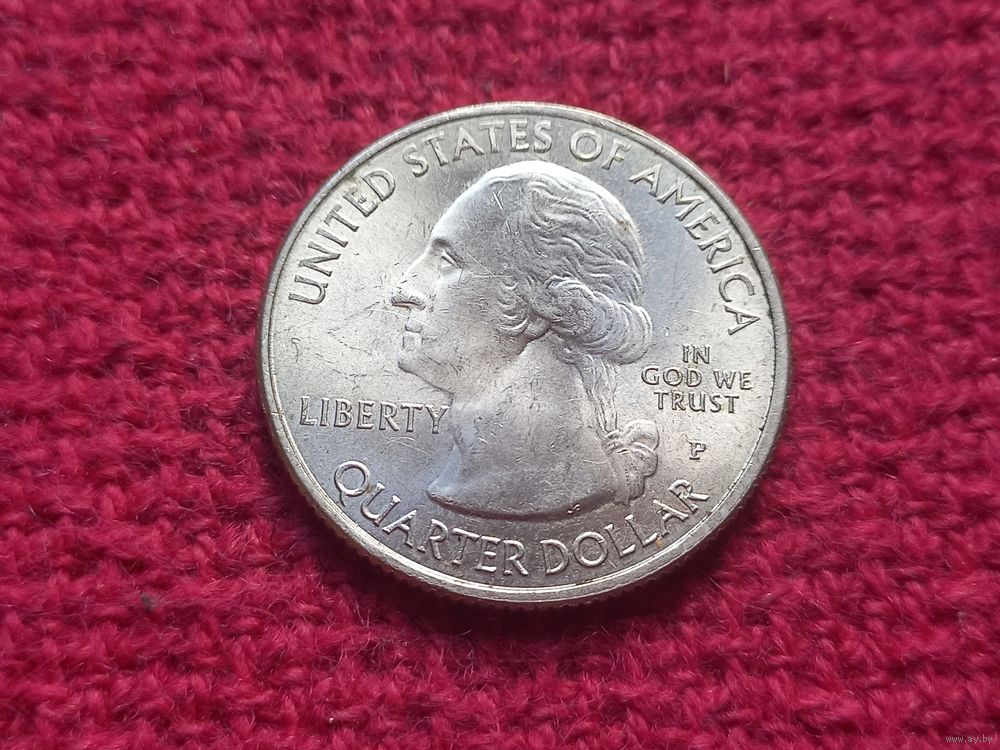 UNITED STATES OF AMERICA
LIBERTY
IN
GOD WE
TRUST
P
QUARTER DOLLAR
www.ay.by